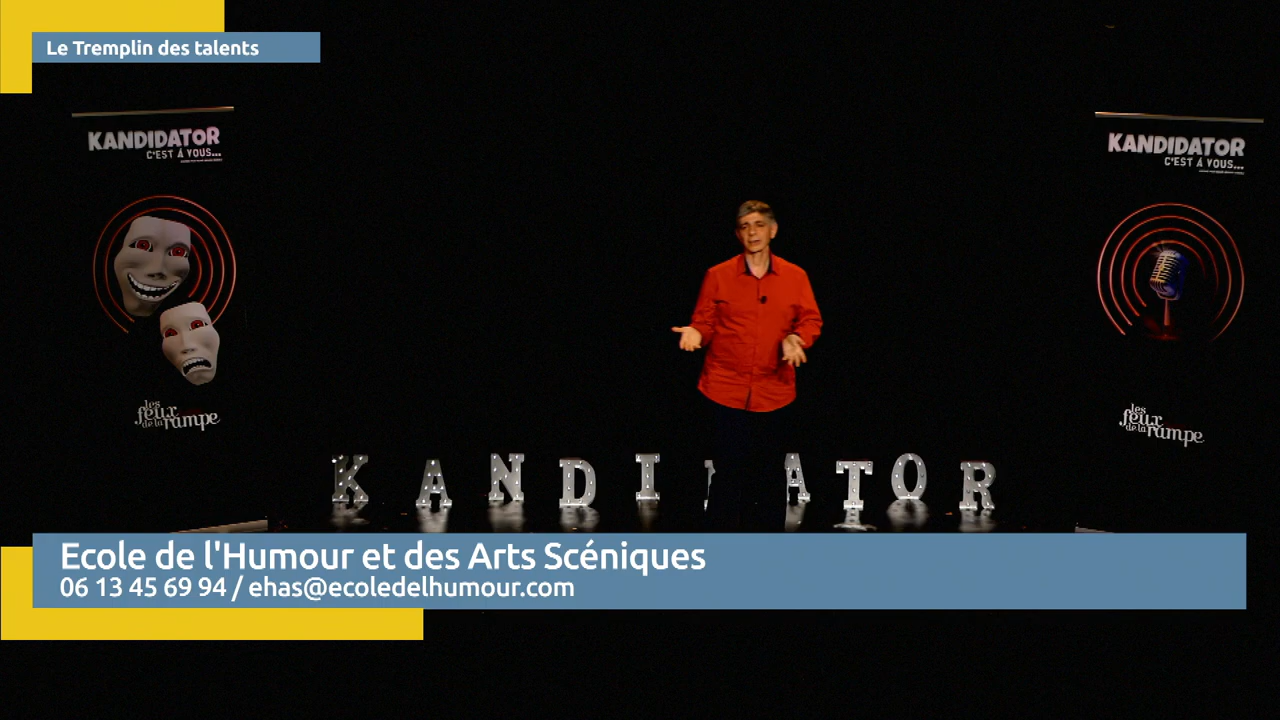 Le Tremplin des talents
KANDIDATOR
C'EST À VOUS...
les
feux
de la rampe
KANDIDATOR
C'EST À VOUS...
les
feux
de la rampe
K A N D I A T O R
Ecole de l'Humour et des Arts Scéniques
06 13 45 69 94 / ehas@ecoledelhumour.com